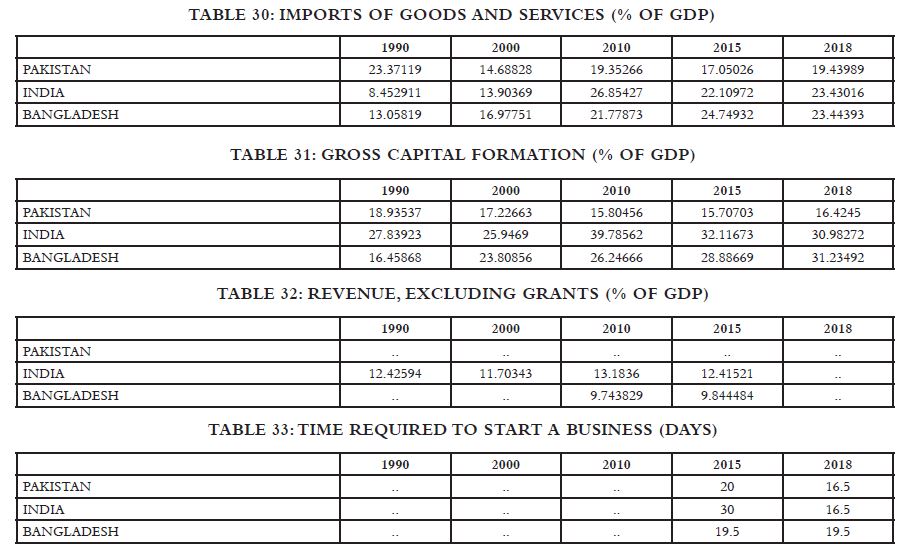 TABLE 30: IMPORTS OF GOODS AND SERVICES (% OF GDP)
1990 2000 2010 2015 2018
PAKISTAN 23.37119 14.68828 19.35266 17.05026 19.43989
INDIA 8.452911 13.90369 26.85427 22.10972 23.43016
BANGLADESH 13.05819 16.97751 21.77873 24.74932 23.44393
TABLE 31: GROSS CAPITAL FORMATION (% OF GDP)
1990 2000 2010 2015 2018
PAKISTAN 18.93537 17.22663 15.80456 15.70703 16.4245
INDIA 27.83923 25.9469 39.78562 32.11673 30.98272
BANGLADESH 16.45868 23.80856 26.24666 28.88669 31.23492
TABLE 32: REVENUE, EXCLUDING GRANTS (% OF GDP)
1990 2000 2010 2015 2018
PAKISTAN .. .. .. .. ..
INDIA 12.42594 11.70343 13.1836 12.41521 ..
BANGLADESH .. .. 9.743829 9.844484 ..
TABLE 33: TIME REQUIRED TO START A BUSINESS (DAYS)
1990 2000 2010 2015 2018
PAKISTAN .. .. .. 20 16.5
INDIA .. .. .. 30 16.5
BANGLADESH .. .. .. 19.5 19.5